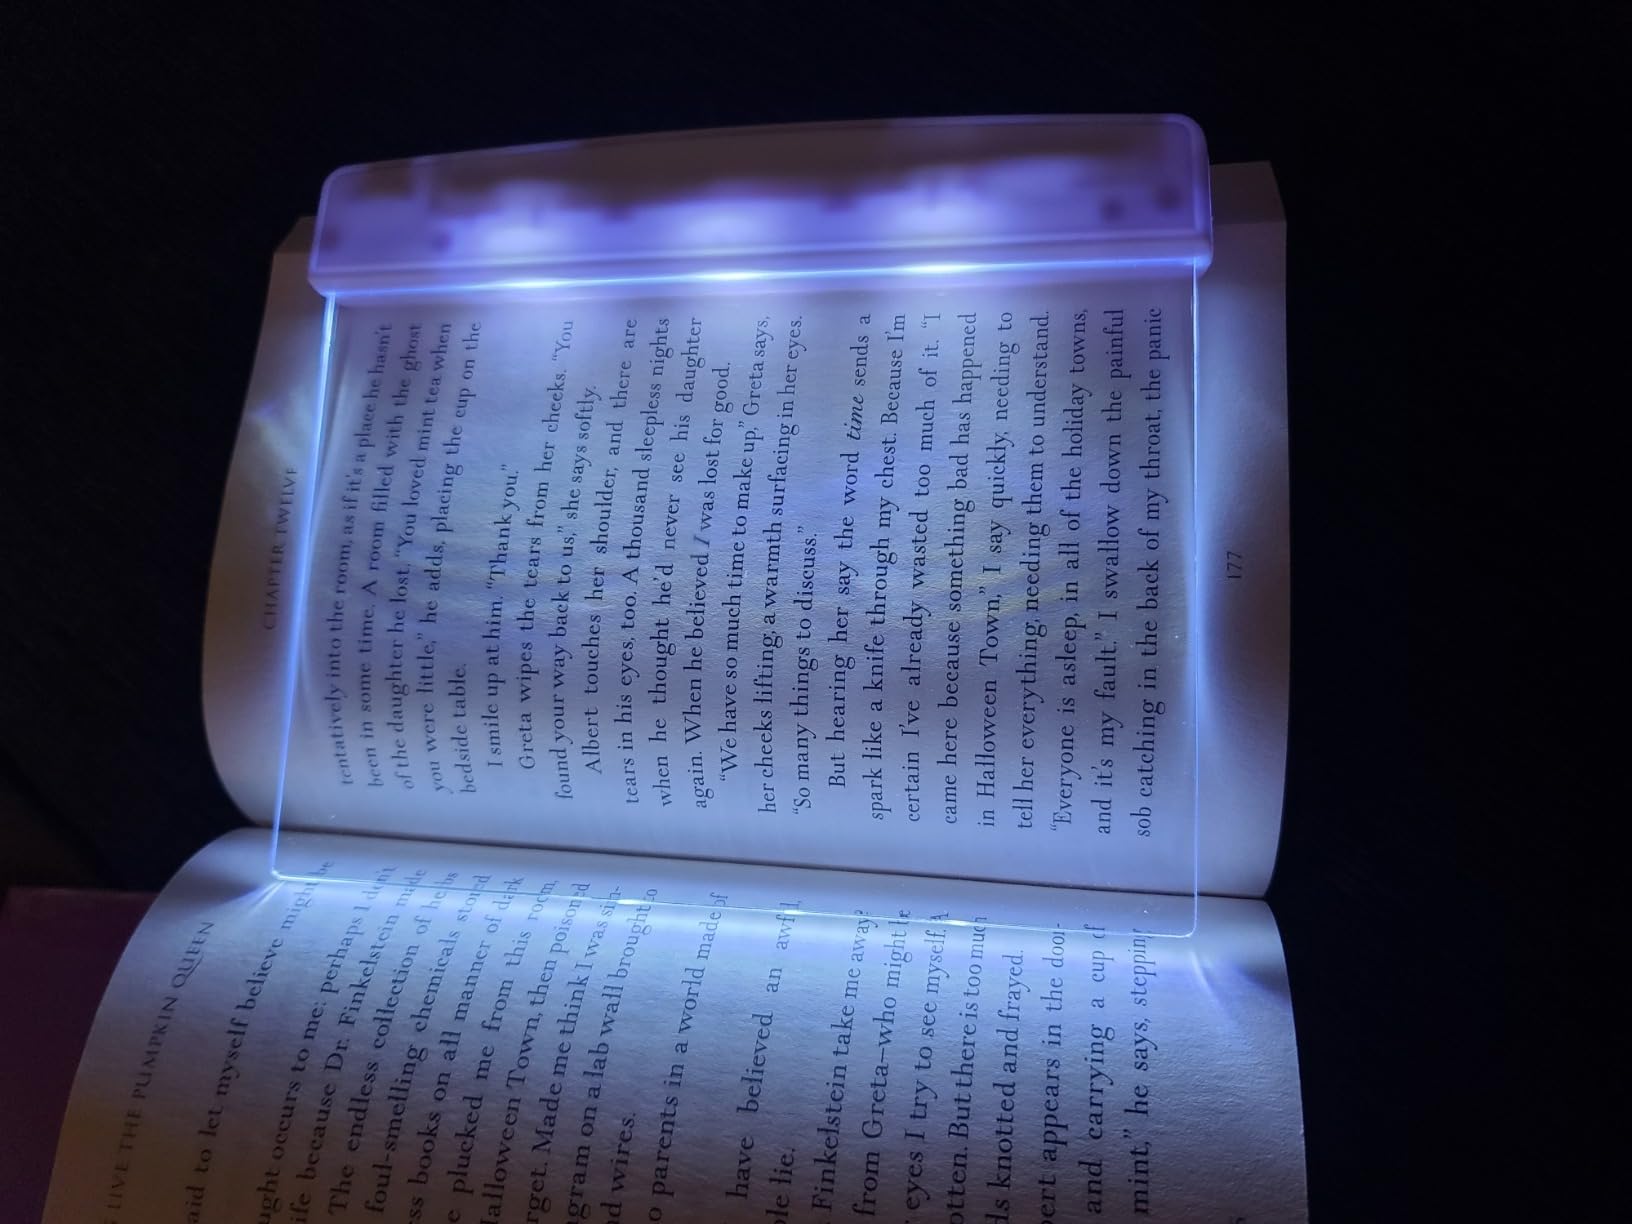 LIVE THE PUMPKIN QUEEN
to let myself believe might be
occurs to me: perhaps I don't
because Dr. Finkelstein made
The endless collection of herbs
foul-smelling chemicals stored
books on all manner of dark
plucked me from this room,
Halloween Town, then poisoned
Made me think I was sin-
on a lab wall brought to
wires.
parents in a world made of
have believed an awful,
lie.
Finkelstein take me away?
from Greta—who might be
eyes I try to see myself. A
But there is too much
knotted and frayed.
appears in the door-
and carrying a cup of
mint," he says, stepping
CHAPTER TWELVE
tentatively into the room, as if it's a place he hasn't
been in some time. A room filled with the ghost
of the daughter he lost. "You loved mint tea when
you were little," he adds, placing the cup on the
bedside table.
I smile up at him. "Thank you."
Greta wipes the tears from her cheeks. "You
found your way back to us," she says softly.
Albert touches her shoulder, and there are
tears in his eyes, too. A thousand sleepless nights
when he thought he'd never see his daughter
again. When he believed I was lost for good.
"We have so much time to make up," Greta says,
her cheeks lifting, a warmth surfacing in her eyes.
"So many things to discuss."
But hearing her say the word time sends a
spark like a knife through my chest. Because I'm
certain I've already wasted too much of it. "I
came here because something bad has happened
in Halloween Town," I say quickly, needing to
tell her everything, needing them to understand.
"Everyone is asleep, in all of the holiday towns,
and it's my fault." I swallow down the painful
sob catching in the back of my throat, the panic
177